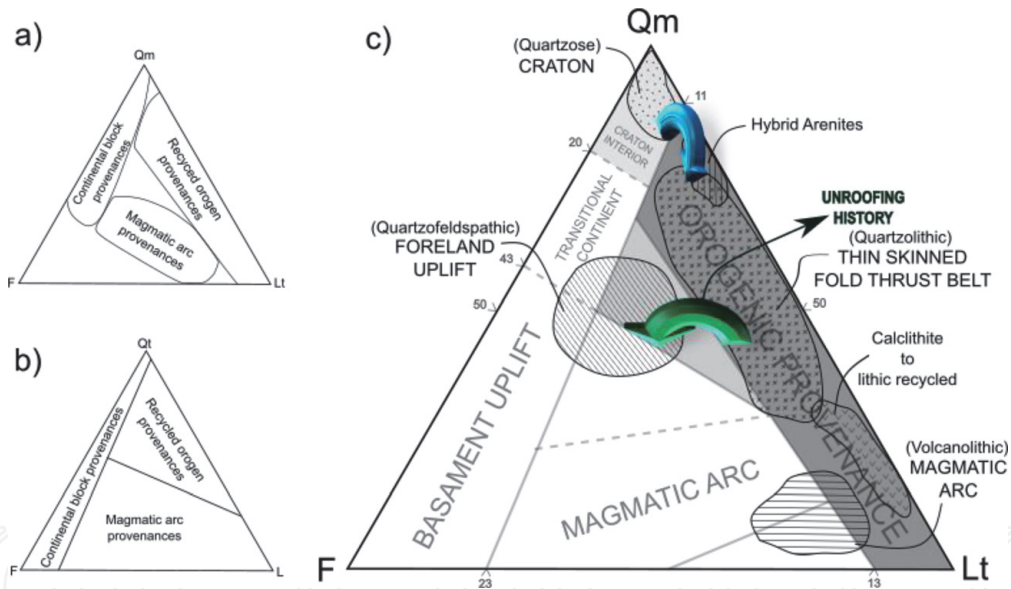 a)
Qm
Continental block
provenances
Recyced orogen
provenances
Magmatic arc
provenances
F
Lt
b)
Qt
Continental block provenances
Recycled orogen
provenances
Magmatic arc
provenances
F
L
c)
Qm
(Quartzose)
CRATON
11
Hybrid Arenites
CRATON
INTERIOR
20
TRANSITIONAL
CONTINENT
UNROOFING
HISTORY
(Quartzofeldspathic)
FORELAND
UPLIFT
(Quartzolithic)
THIN SKINNED
FOLD THRUST BELT
43
50
50
OROGENIC PROVENANCE
Calclithite
to
lithic recycled
BASAMENT UPLIFT
MAGMATIC ARC
(Volcanolithic)
MAGMATIC
ARC
F
23
13
Lt